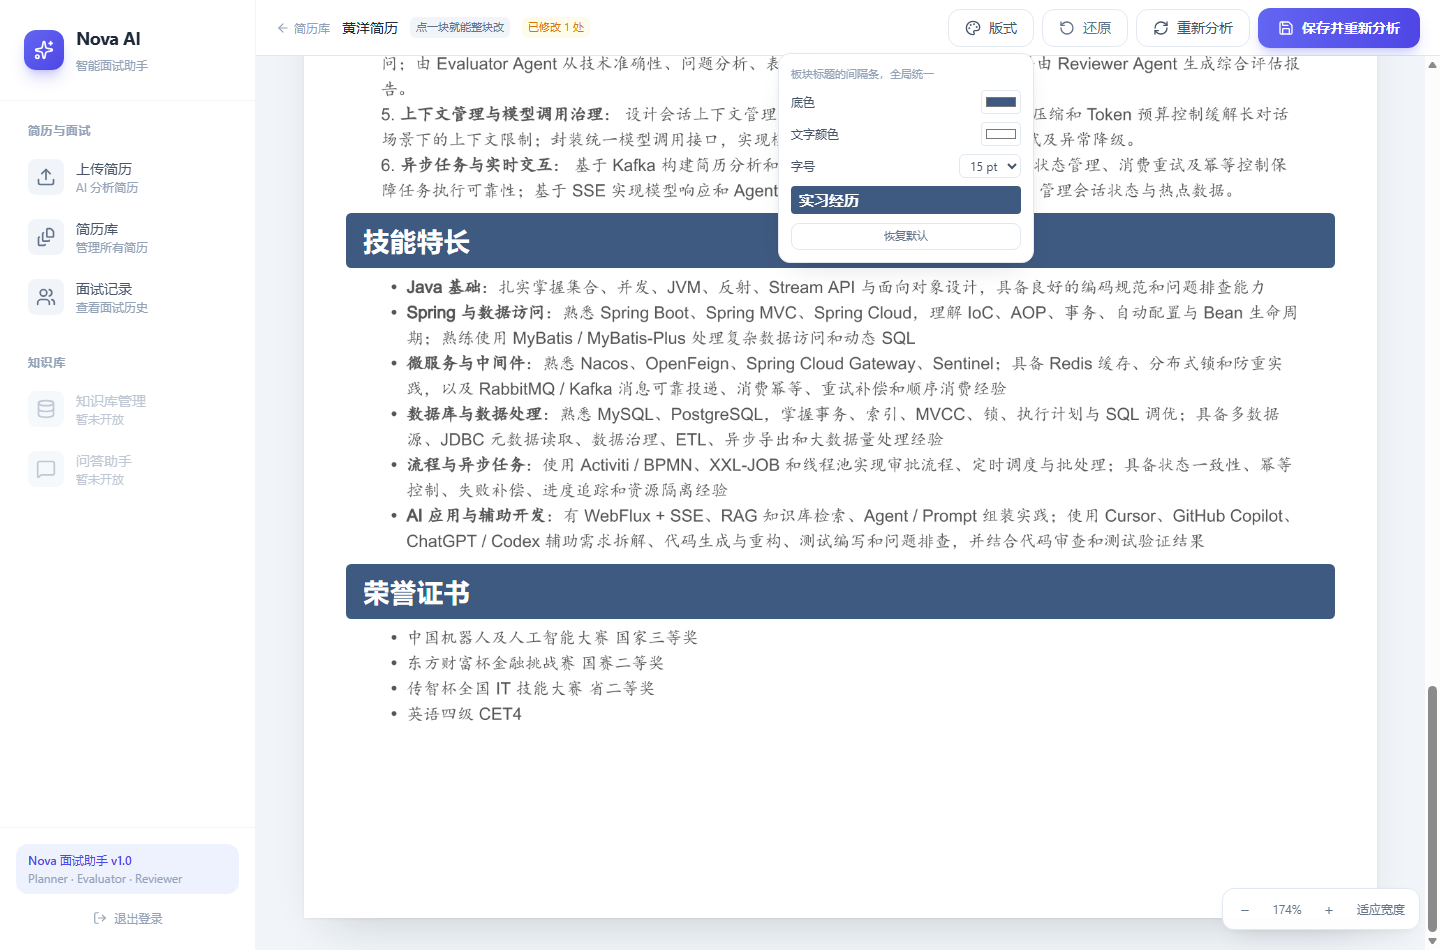 Nova AI
智能面试助手
简历与面试
上传简历
AI 分析简历
简历库
管理所有简历
面试记录
查看面试历史
知识库
知识库管理
暂未开放
问答助手
暂未开放
Nova 面试助手 v1.0
Planner · Evaluator · Reviewer
退出登录
← 简历库 黄洋简历 点一块就能整块改 已修改 1 处
版式 还原 重新分析 保存并重新分析
板块标题的间隔条，全局统一
底色
文字颜色
字号 15 pt
实习经历
恢复默认
问；由 Evaluator Agent 从技术准确性、问题分析、表 由 Reviewer Agent 生成综合评估报
告。
5. 上下文管理与模型调用治理： 设计会话上下文管理 压缩和 Token 预算控制缓解长对话
场景下的上下文限制；封装统一模型调用接口，实现 试及异常降级。
6. 异步任务与实时交互： 基于 Kafka 构建简历分析和 状态管理、消费重试及幂等控制保
障任务执行可靠性；基于 SSE 实现模型响应和 Agent 管理会话状态与热点数据。
技能特长
• Java 基础：扎实掌握集合、并发、JVM、反射、Stream API 与面向对象设计，具备良好的编码规范和问题排查能力
• Spring 与数据访问：熟悉 Spring Boot、Spring MVC、Spring Cloud，理解 IoC、AOP、事务、自动配置与 Bean 生命周
期；熟练使用 MyBatis / MyBatis-Plus 处理复杂数据访问和动态 SQL
• 微服务与中间件：熟悉 Nacos、OpenFeign、Spring Cloud Gateway、Sentinel；具备 Redis 缓存、分布式锁和防重实
践，以及 RabbitMQ / Kafka 消息可靠投递、消费幂等、重试补偿和顺序消费经验
• 数据库与数据处理：熟悉 MySQL、PostgreSQL，掌握事务、索引、MVCC、锁、执行计划与 SQL 调优；具备多数据
源、JDBC 元数据读取、数据治理、ETL、异步导出和大数据量处理经验
• 流程与异步任务：使用 Activiti / BPMN、XXL-JOB 和线程池实现审批流程、定时调度与批处理；具备状态一致性、幂等
控制、失败补偿、进度追踪和资源隔离经验
• AI 应用与辅助开发：有 WebFlux + SSE、RAG 知识库检索、Agent / Prompt 组装实践；使用 Cursor、GitHub Copilot、
ChatGPT / Codex 辅助需求拆解、代码生成与重构、测试编写和问题排查，并结合代码审查和测试验证结果
荣誉证书
• 中国机器人及人工智能大赛 国家三等奖
• 东方财富杯金融挑战赛 国赛二等奖
• 传智杯全国 IT 技能大赛 省二等奖
• 英语四级 CET4
− 174% + 适应宽度